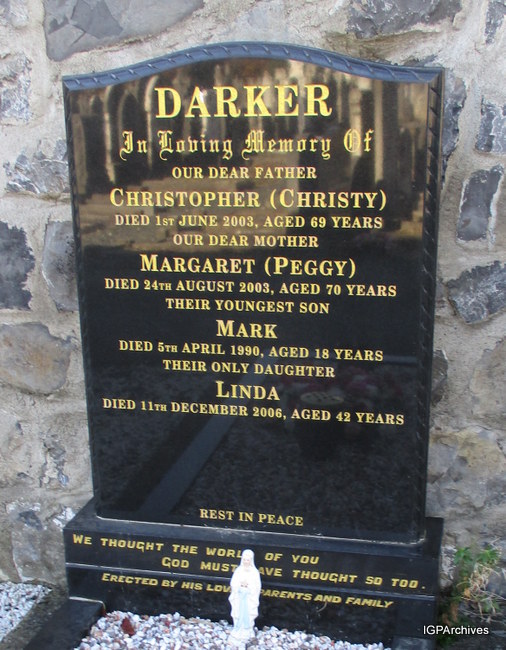 DARKER
In Loving Memory Of
OUR DEAR FATHER
CHRISTOPHER (CHRISTY)
DIED 1ST JUNE 2003, AGED 69 YEARS
OUR DEAR MOTHER
MARGARET (PEGGY)
DIED 24TH AUGUST 2003, AGED 70 YEARS
THEIR YOUNGEST SON
MARK
DIED 5TH APRIL 1990, AGED 18 YEARS
THEIR ONLY DAUGHTER
LINDA
DIED 11TH DECEMBER 2006, AGED 42 YEARS
REST IN PEACE
WE THOUGHT THE WORLD OF YOU
GOD MUST HAVE THOUGHT SO TOO.
ERECTED BY HIS LOVING PARENTS AND FAMILY
IGPArchives